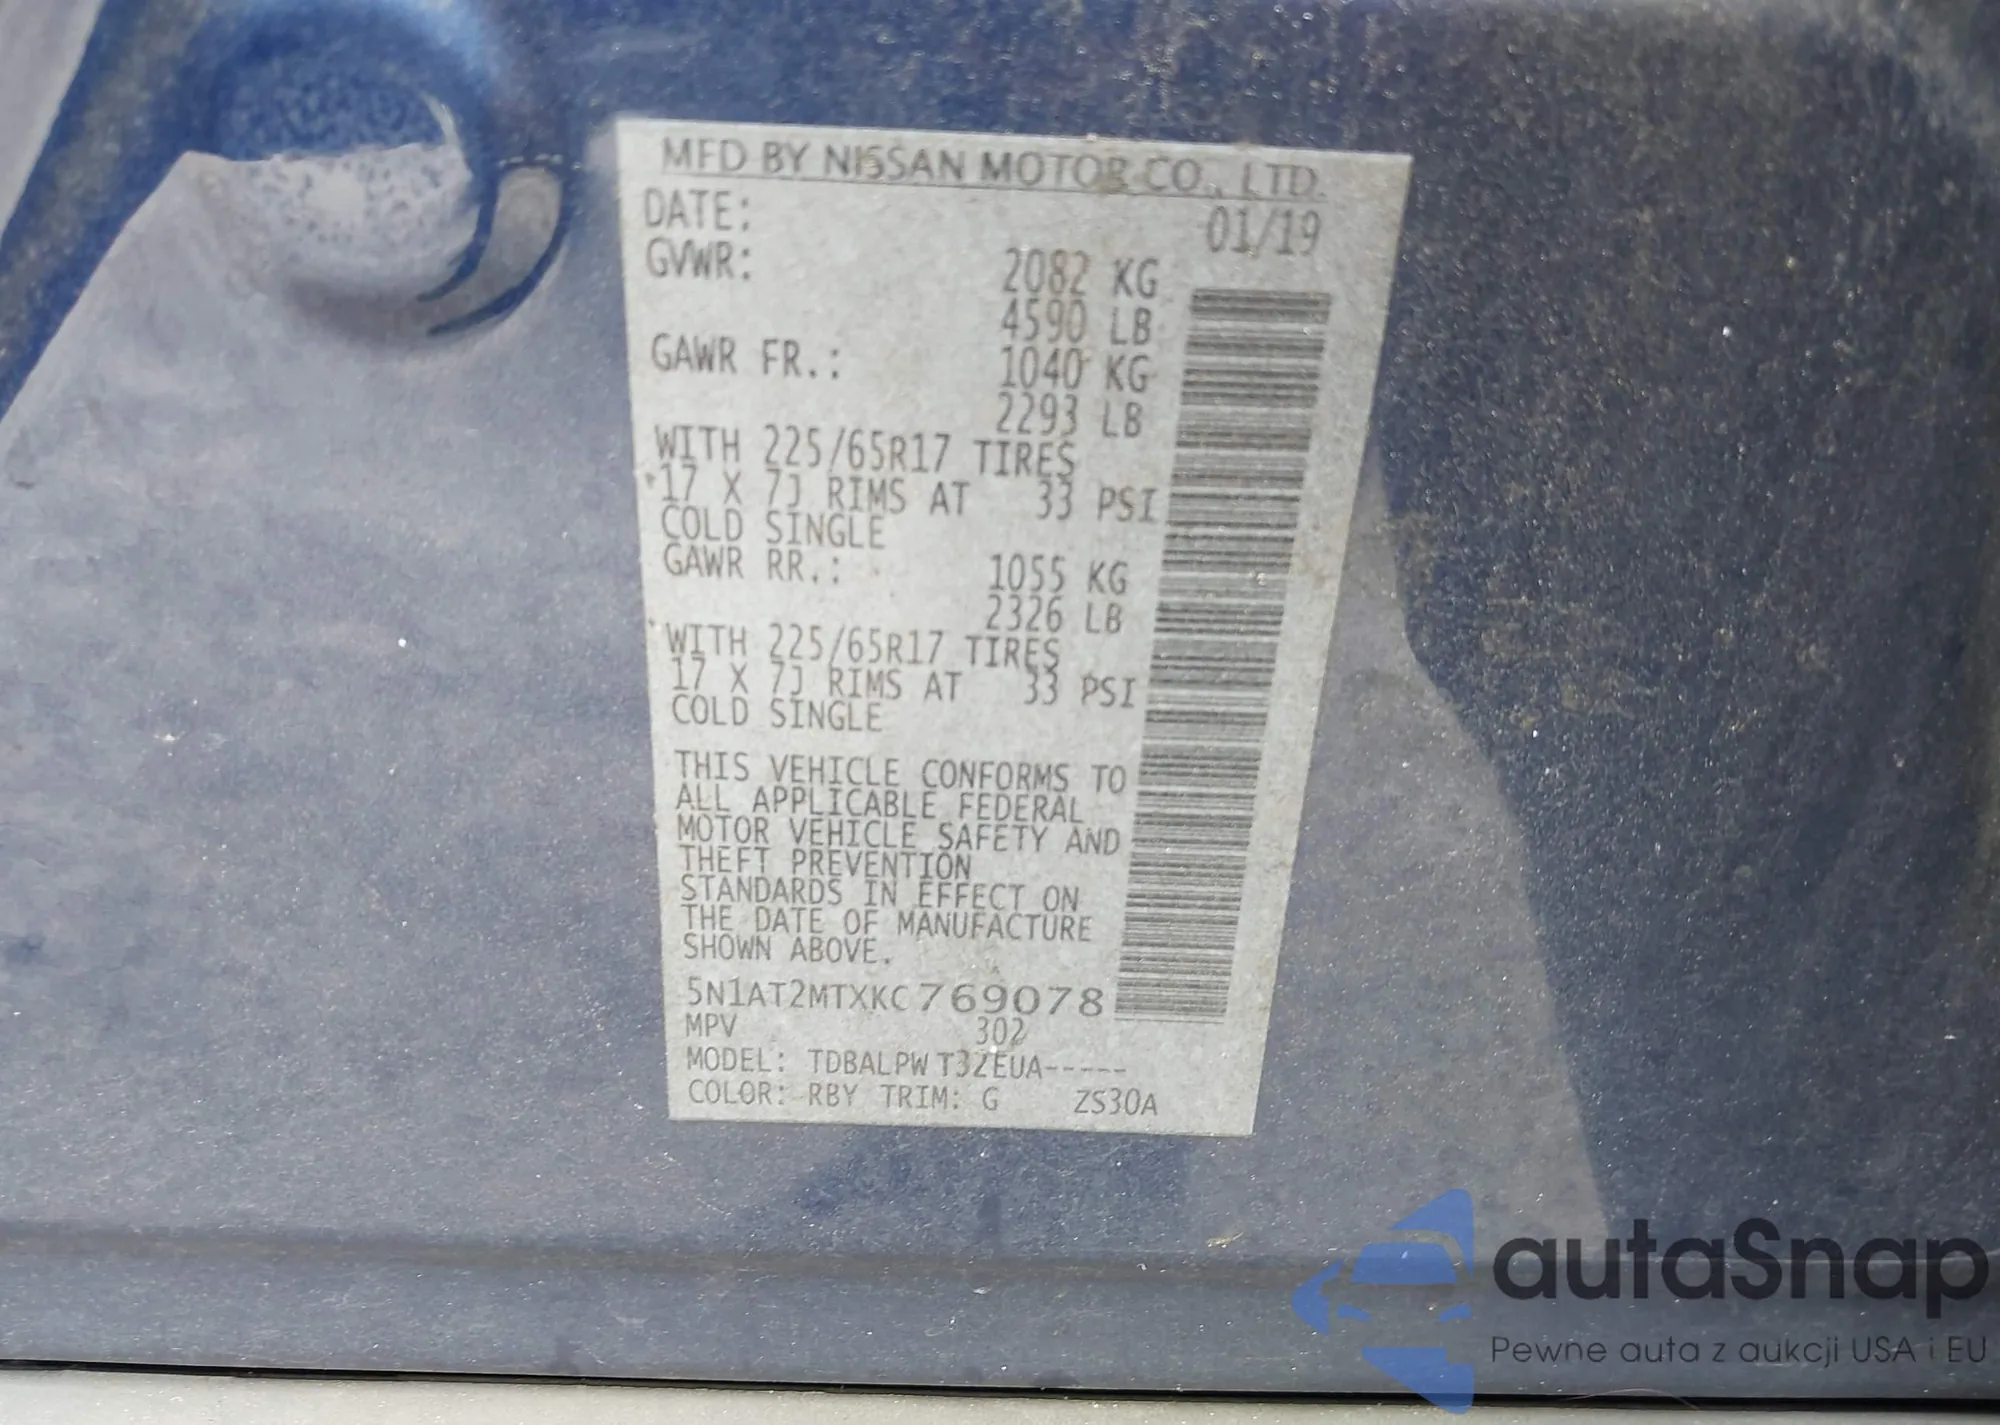 MFD BY NISSAN MOTOR CO., LTD.
DATE: 01/19
GVWR: 2082 KG
4590 LB
GAWR FR.: 1040 KG
2293 LB
WITH 225/65R17 TIRES
17 X 7J RIMS AT 33 PSI
COLD SINGLE
GAWR RR.: 1055 KG
2326 LB
WITH 225/65R17 TIRES
17 X 7J RIMS AT 33 PSI
COLD SINGLE
THIS VEHICLE CONFORMS TO
ALL APPLICABLE FEDERAL
MOTOR VEHICLE SAFETY AND
THEFT PREVENTION
STANDARDS IN EFFECT ON
THE DATE OF MANUFACTURE
SHOWN ABOVE.
5N1AT2MTXKC769078
MPV 302
MODEL: TDBALPW T32EUA-----
COLOR: RBY TRIM: G ZS30A
autaSnap
Pewne auta z aukcji USA i EU